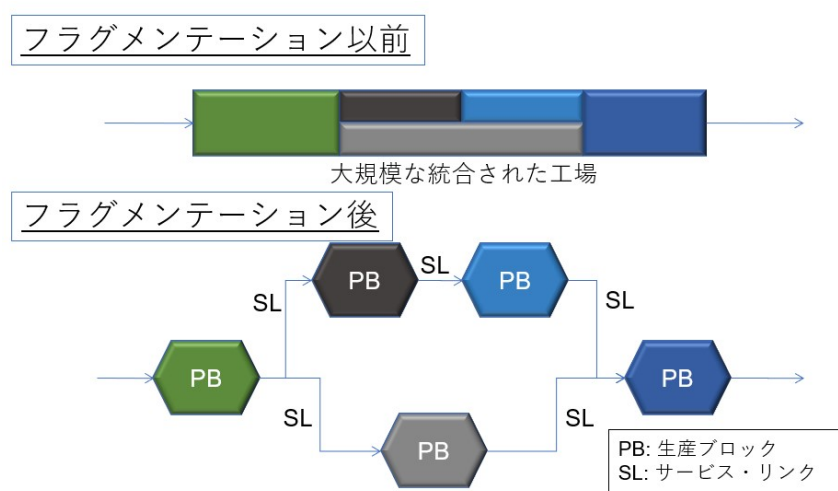 フラグメンテーション以前
大規模な統合された工場
フラグメンテーション後
PB
SL
PB
SL
SL
PB
PB
SL
PB
SL
PB: 生産ブロック
SL: サービス・リンク